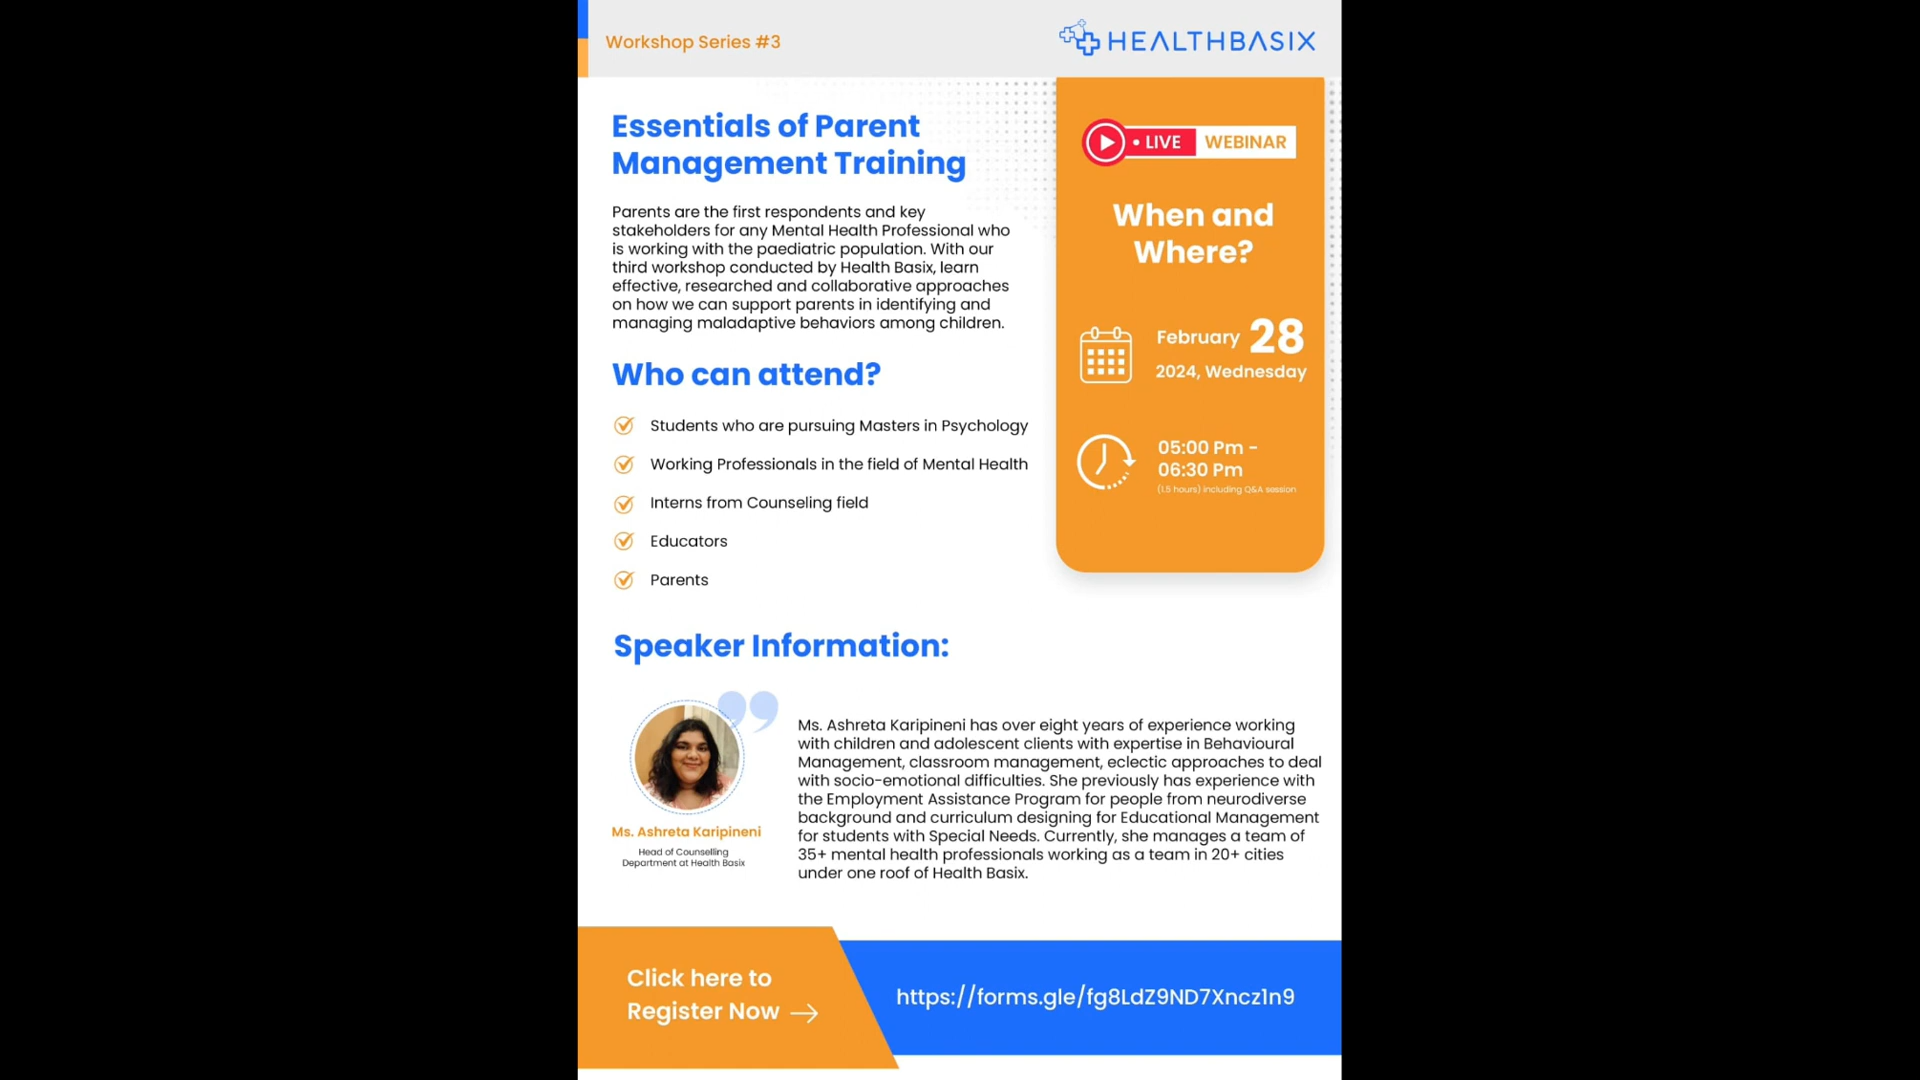 Workshop Series #3
HEALTHBASIX
Essentials of Parent
Management Training
Parents are the first respondents and key
stakeholders for any Mental Health Professional who
is working with the paediatric population. With our
third workshop conducted by Health Basix, learn
effective, researched and collaborative approaches
on how we can support parents in identifying and
managing maladaptive behaviors among children.
Who can attend?
Students who are pursuing Masters in Psychology
Working Professionals in the field of Mental Health
Interns from Counseling field
Educators
Parents
• LIVE WEBINAR
When and
Where?
February 28
2024, Wednesday
05:00 Pm -
06:30 Pm
(1.5 hours) including Q&A session
Speaker Information:
Ms. Ashreta Karipineni
Head of Counselling
Department at Health Basix
Ms. Ashreta Karipineni has over eight years of experience working
with children and adolescent clients with expertise in Behavioural
Management, classroom management, eclectic approaches to deal
with socio-emotional difficulties. She previously has experience with
the Employment Assistance Program for people from neurodiverse
background and curriculum designing for Educational Management
for students with Special Needs. Currently, she manages a team of
35+ mental health professionals working as a team in 20+ cities
under one roof of Health Basix.
Click here to
Register Now →
https://forms.gle/fg8LdZ9ND7Xncz1n9